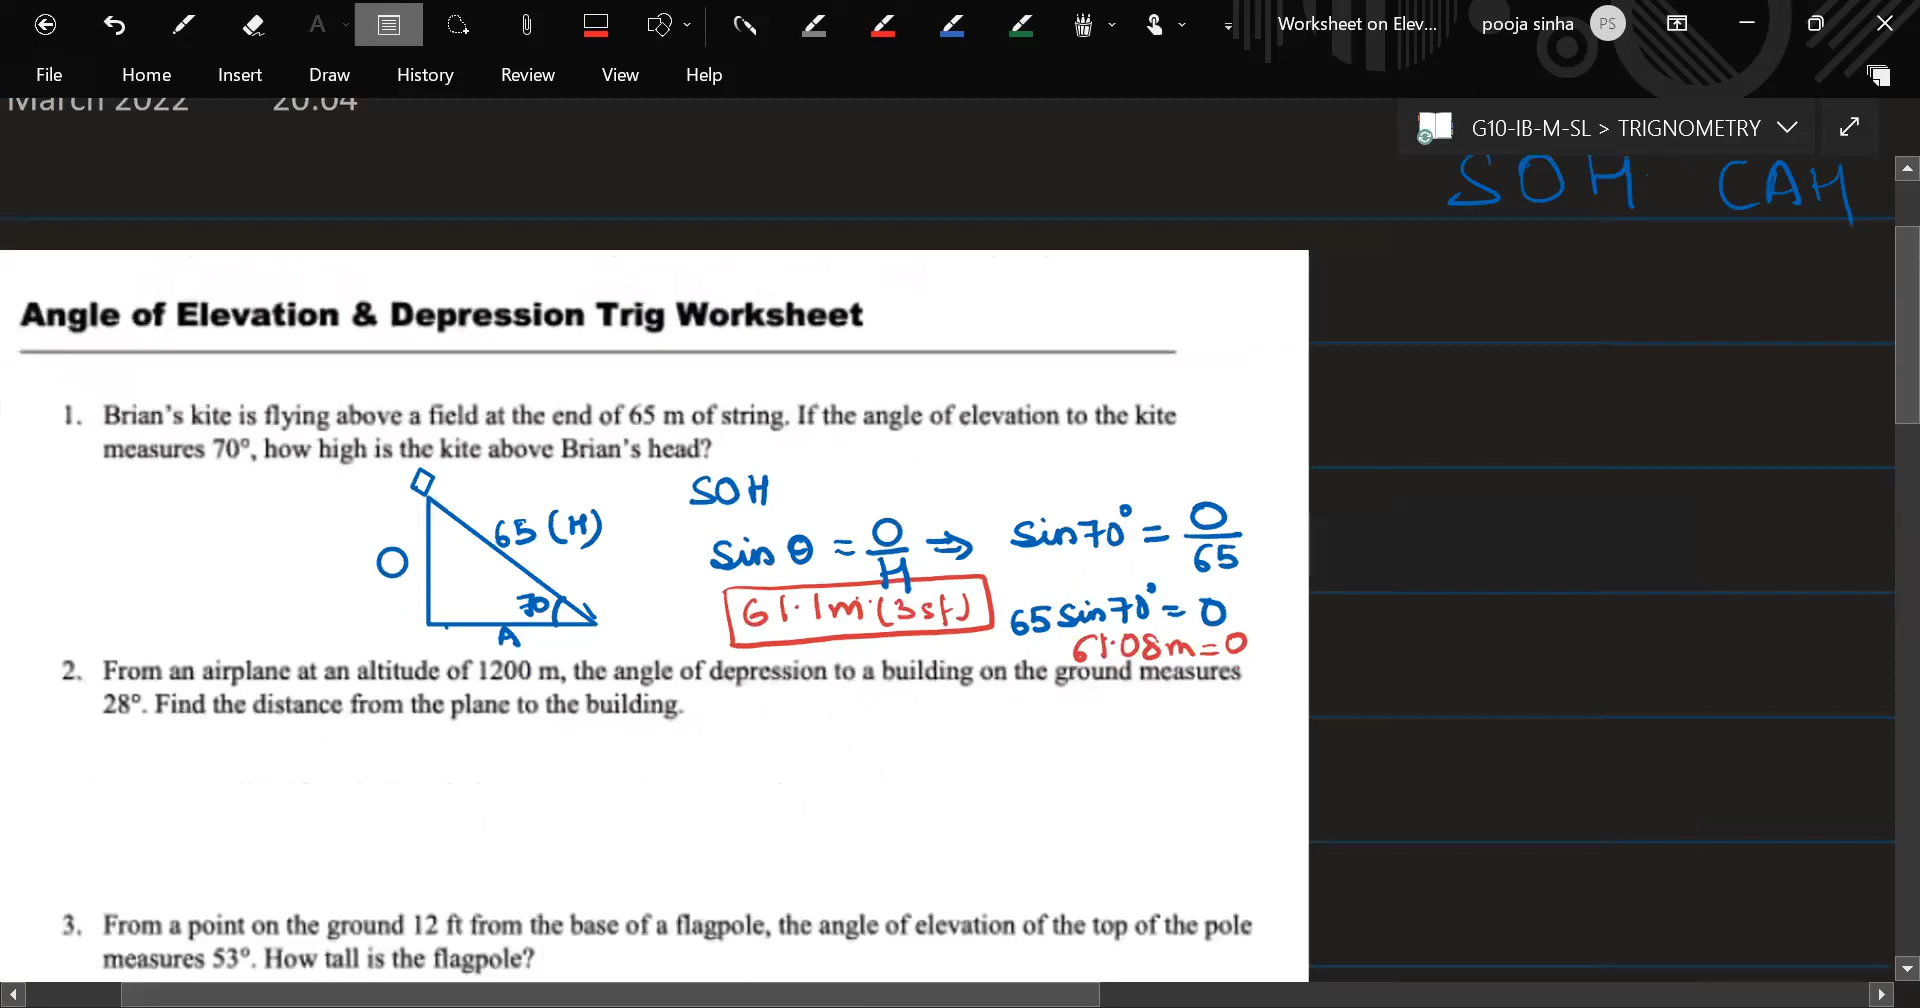 Worksheet on Elev... pooja sinha PS
File Home Insert Draw History Review View Help
March 2022 20:04
G10-IB-M-SL > TRIGNOMETRY
SOH CAH
Angle of Elevation & Depression Trig Worksheet
1. Brian's kite is flying above a field at the end of 65 m of string. If the angle of elevation to the kite
measures 70°, how high is the kite above Brian's head?
65 (H)
O
70
A
SOH
sin θ = O/H ⇒ sin70° = O/65
61.1m.(3sf) 65sin70° = O
61.08m = O
2. From an airplane at an altitude of 1200 m, the angle of depression to a building on the ground measures
28°. Find the distance from the plane to the building.
3. From a point on the ground 12 ft from the base of a flagpole, the angle of elevation of the top of the pole
measures 53°. How tall is the flagpole?